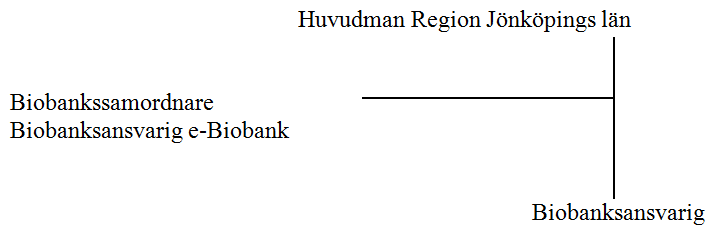 Huvudman Region Jönköpings län
Biobankssamordnare
Biobanksansvarig e-Biobank
Biobanksansvarig